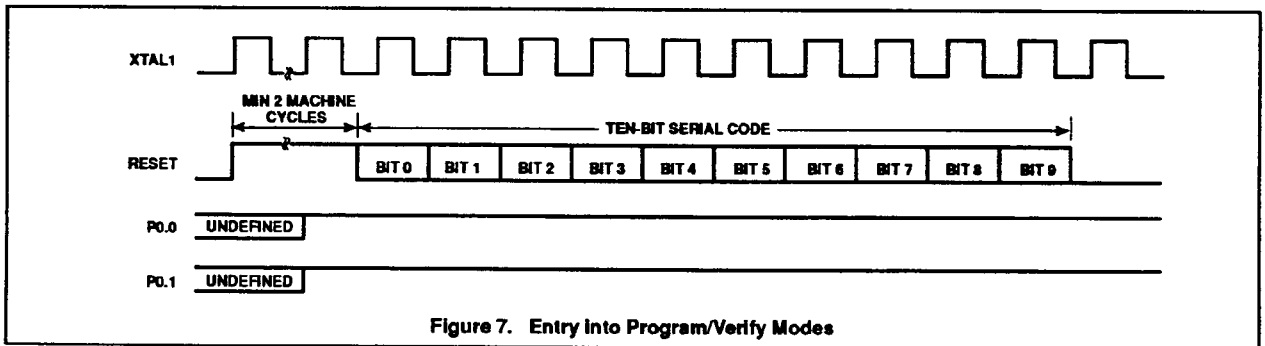 XTAL1
MIN 2 MACHINE
CYCLES
TEN-BIT SERIAL CODE
RESET
BIT 0 BIT 1 BIT 2 BIT 3 BIT 4 BIT 5 BIT 6 BIT 7 BIT 8 BIT 9
P0.0 UNDEFINED
P0.1 UNDEFINED
Figure 7. Entry into Program/Verify Modes